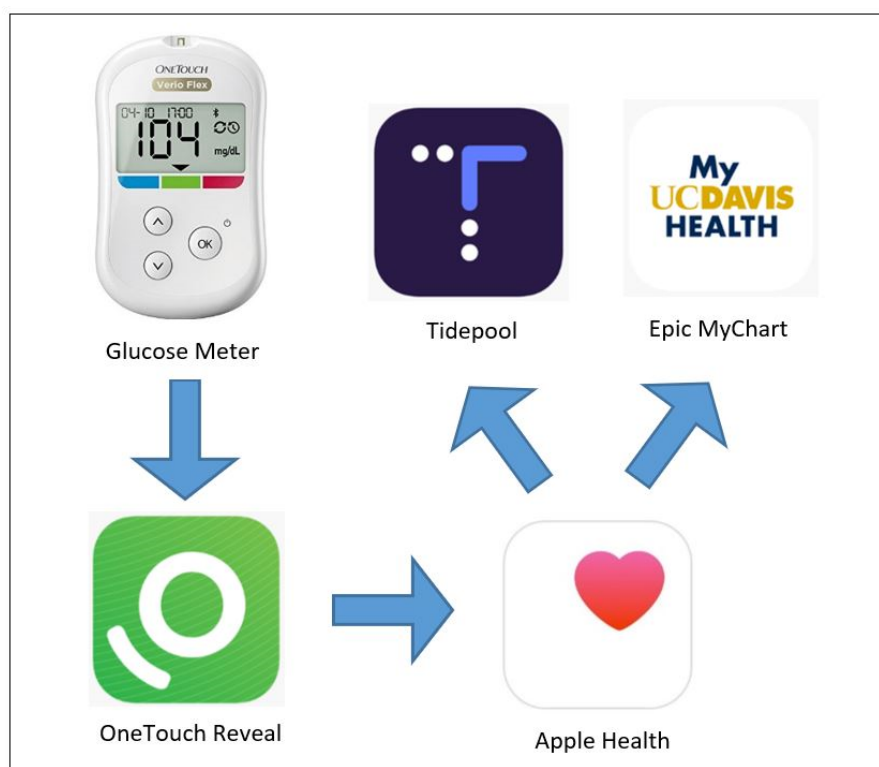 ONETOUCH
Verio Flex
04-10 17:00
104
mg/dL
OK
Glucose Meter
Tidepool
My
UCDAVIS
HEALTH
Epic MyChart
OneTouch Reveal
Apple Health